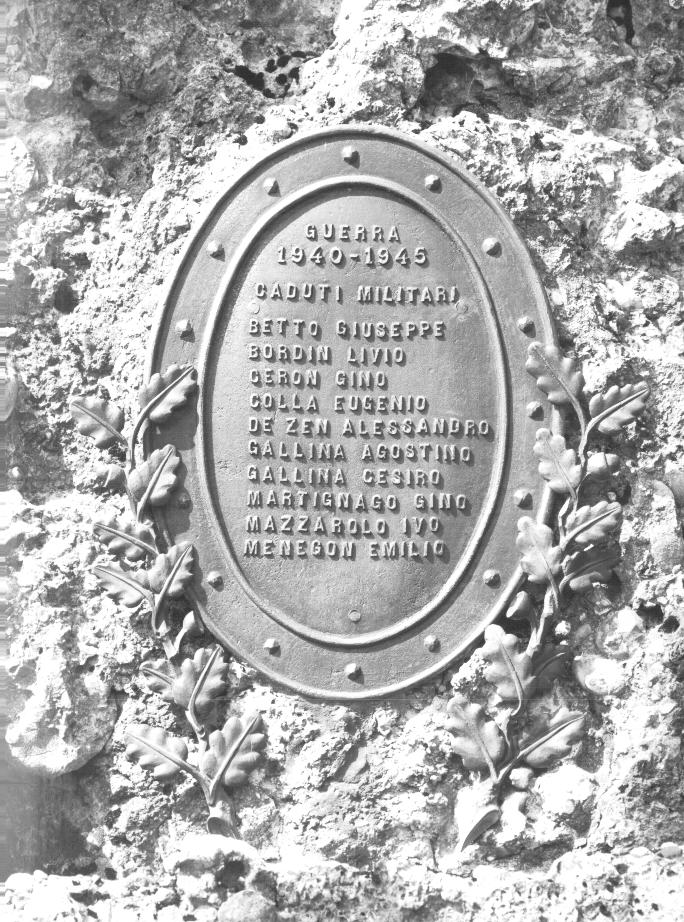 GUERRA
1940-1945
CADUTI MILITARI
BETTO GIUSEPPE
BORDIN LIVIO
CERON GINO
COLLA EUGENIO
DE ZEN ALESSANDRO
GALLINA AGOSTINO
GALLINA CESIRO
MARTIGNAGO GINO
MAZZAROLO IVO
MENEGON EMILIO